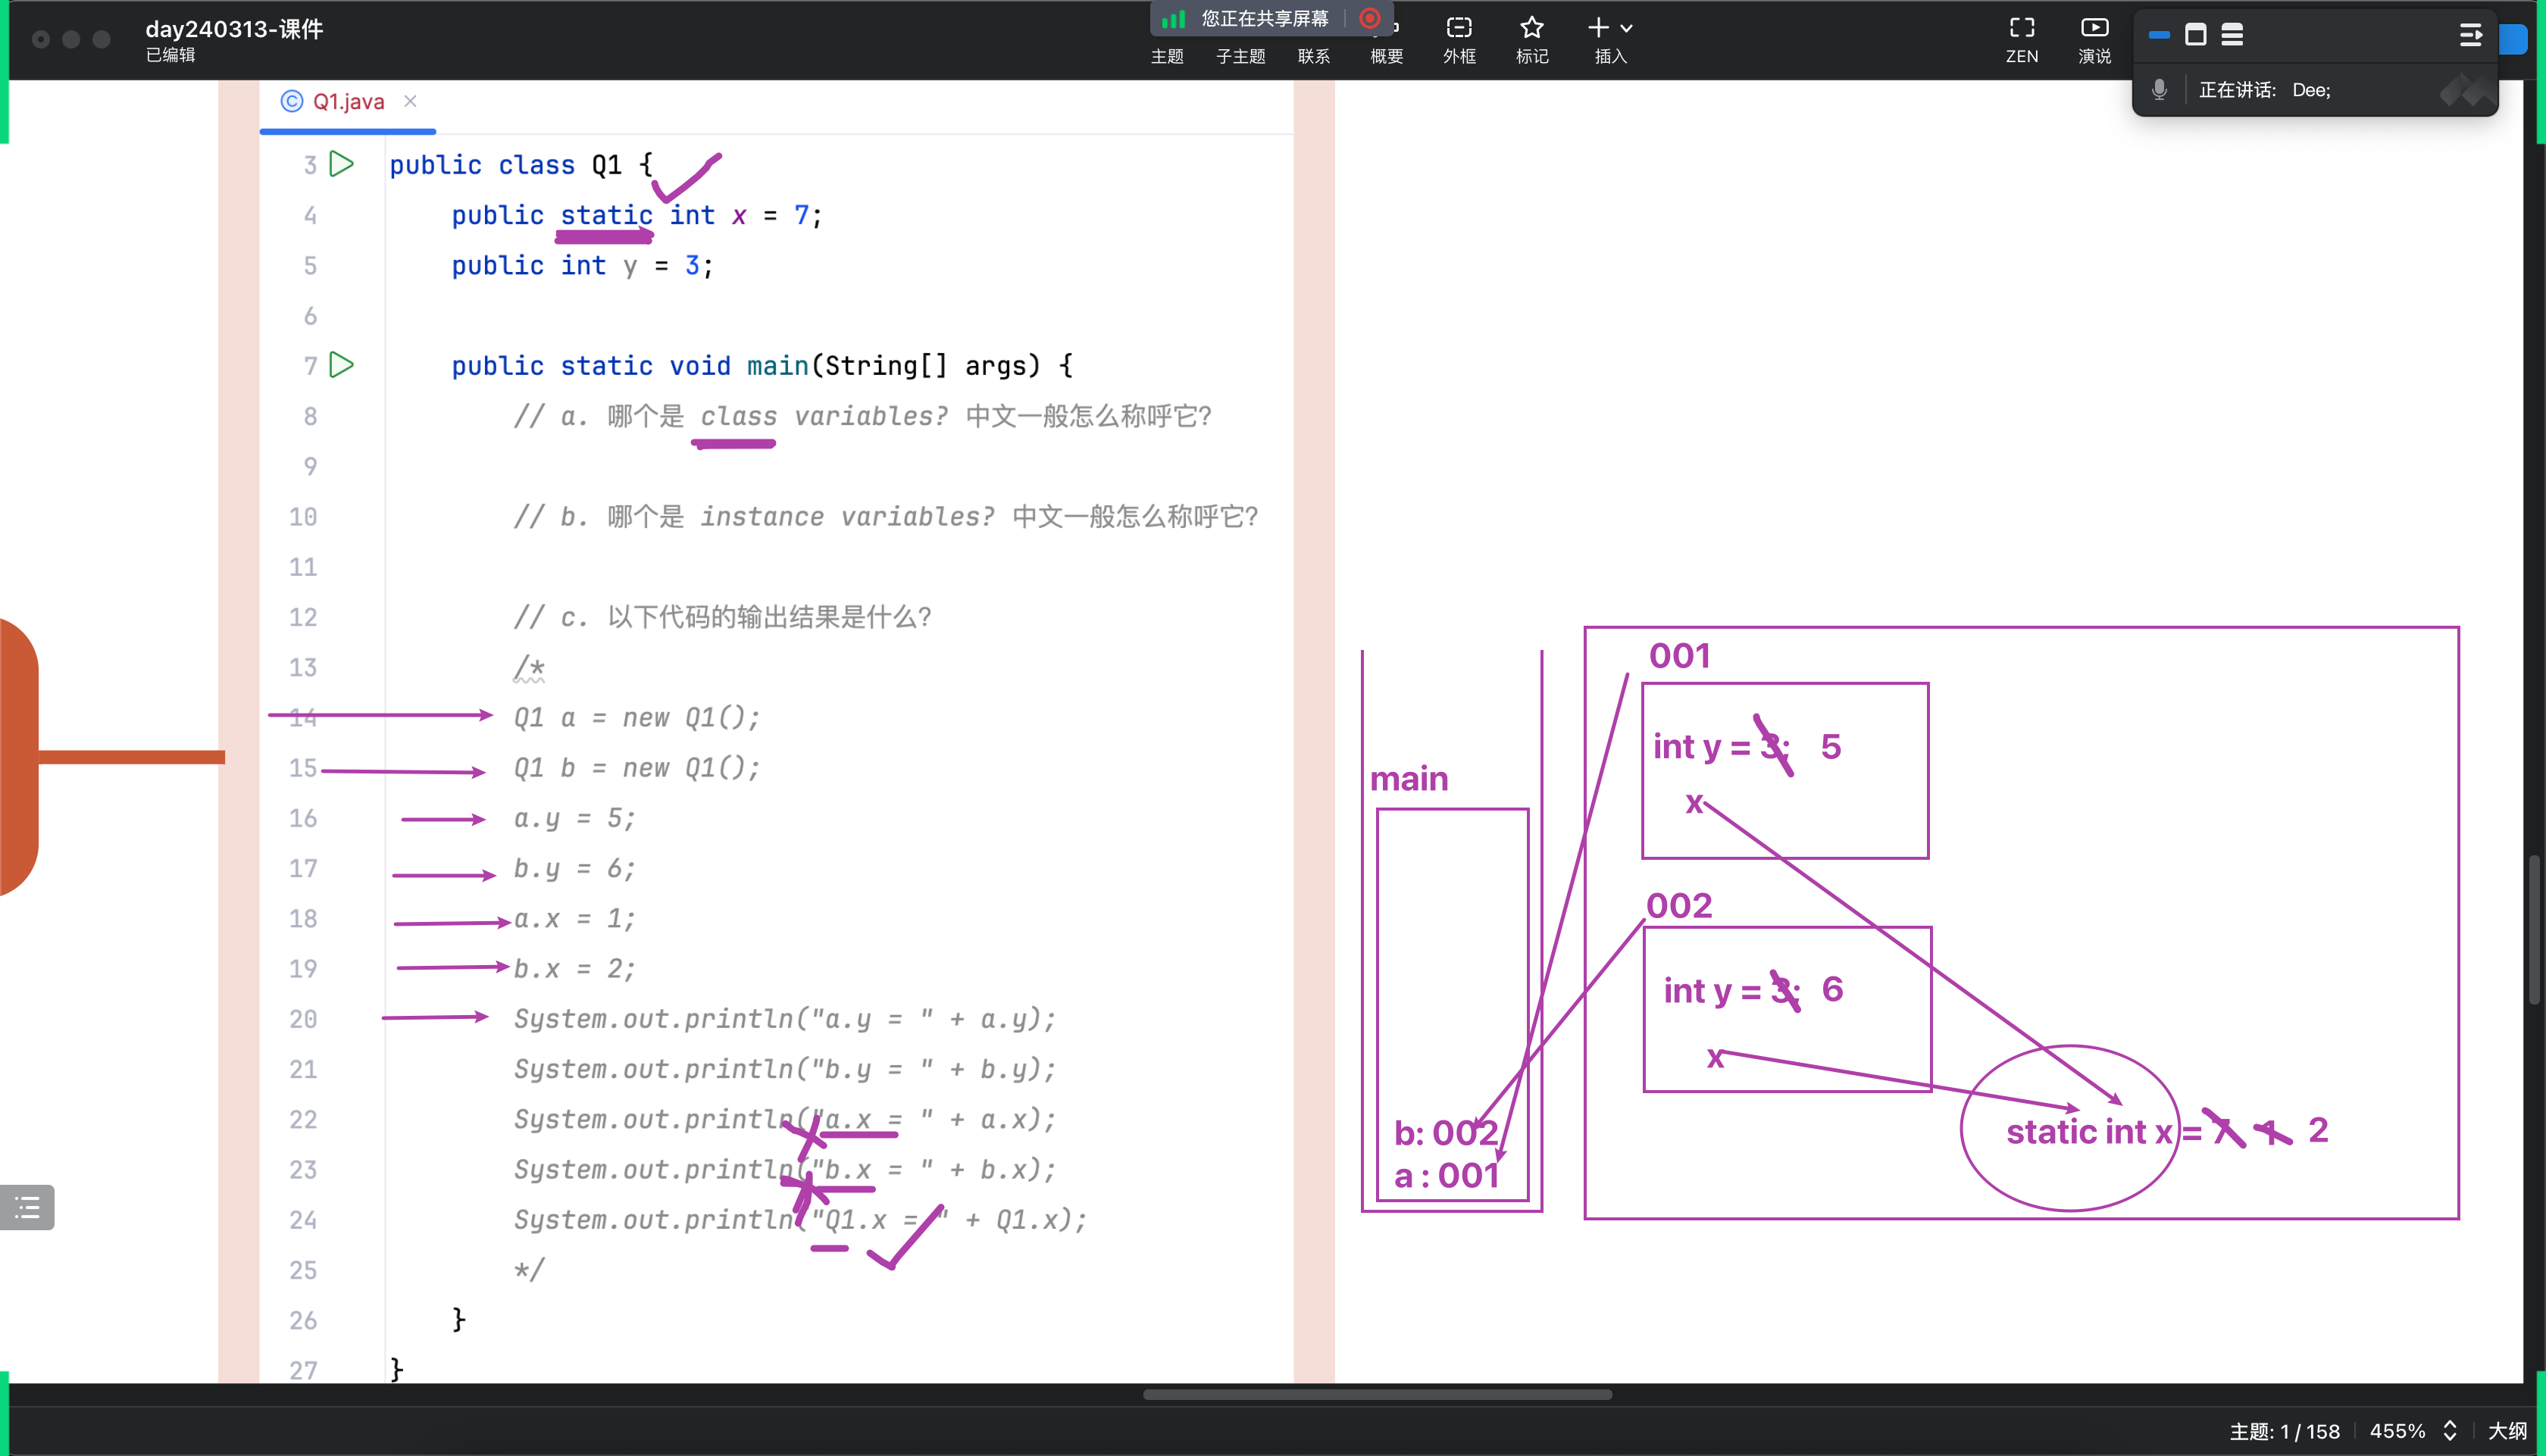 day240313-课件
已编辑
您正在共享屏幕
主题
子主题
联系
概要
外框
标记
插入
ZEN
演说
正在讲话: Dee;
Q1.java
3 public class Q1 {
4 public static int x = 7;
5 public int y = 3;
6
7 public static void main(String[] args) {
8 // a. 哪个是 class variables? 中文一般怎么称呼它?
9
10 // b. 哪个是 instance variables? 中文一般怎么称呼它?
11
12 // c. 以下代码的输出结果是什么?
13 /*
14 Q1 a = new Q1();
15 Q1 b = new Q1();
16 a.y = 5;
17 b.y = 6;
18 a.x = 1;
19 b.x = 2;
20 System.out.println("a.y = " + a.y);
21 System.out.println("b.y = " + b.y);
22 System.out.println("a.x = " + a.x);
23 System.out.println("b.x = " + b.x);
24 System.out.println("Q1.x = " + Q1.x);
25 */
26 }
27 }
main
b: 002
a : 001
001
int y = 3; 5
x
002
int y = 3; 6
x
static int x = 7 1 2
主题: 1 / 158
455%
大纲